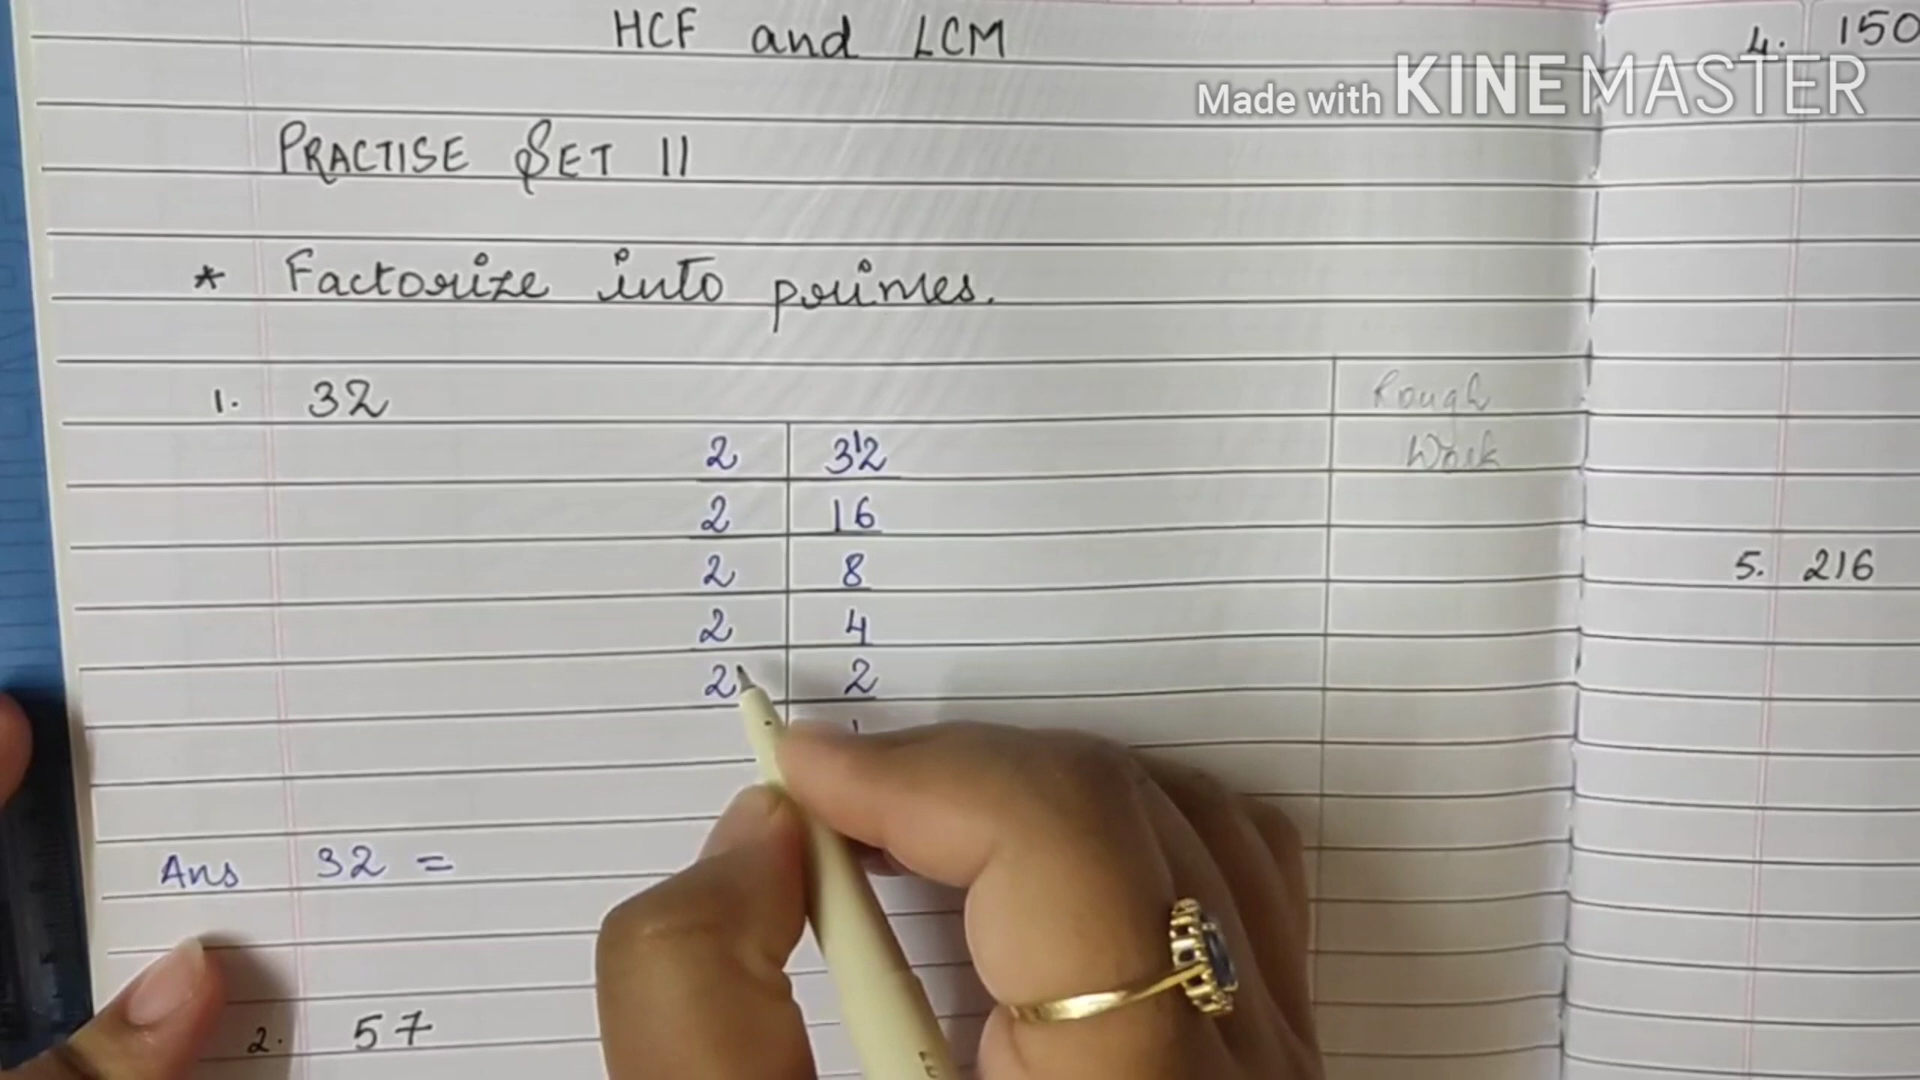 HCF and LCM
4. 150
Made with KINEMASTER
PRACTISE SET 11
* Factorize into primes.
1. 32
Rough
Work
2 32
2 16
2 8
2 4
2 2
1
5. 216
Ans 32 =
2. 57